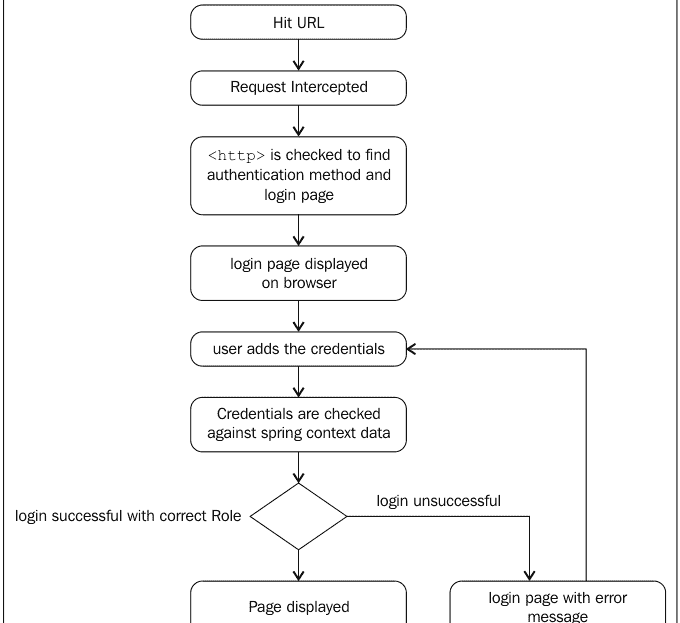 Hit URL
Request Intercepted
<http> is checked to find
authentication method and
login page
login page displayed
on browser
user adds the credentials
Credentials are checked
against spring context data
login unsuccessful
login successful with correct Role
Page displayed
login page with error
message